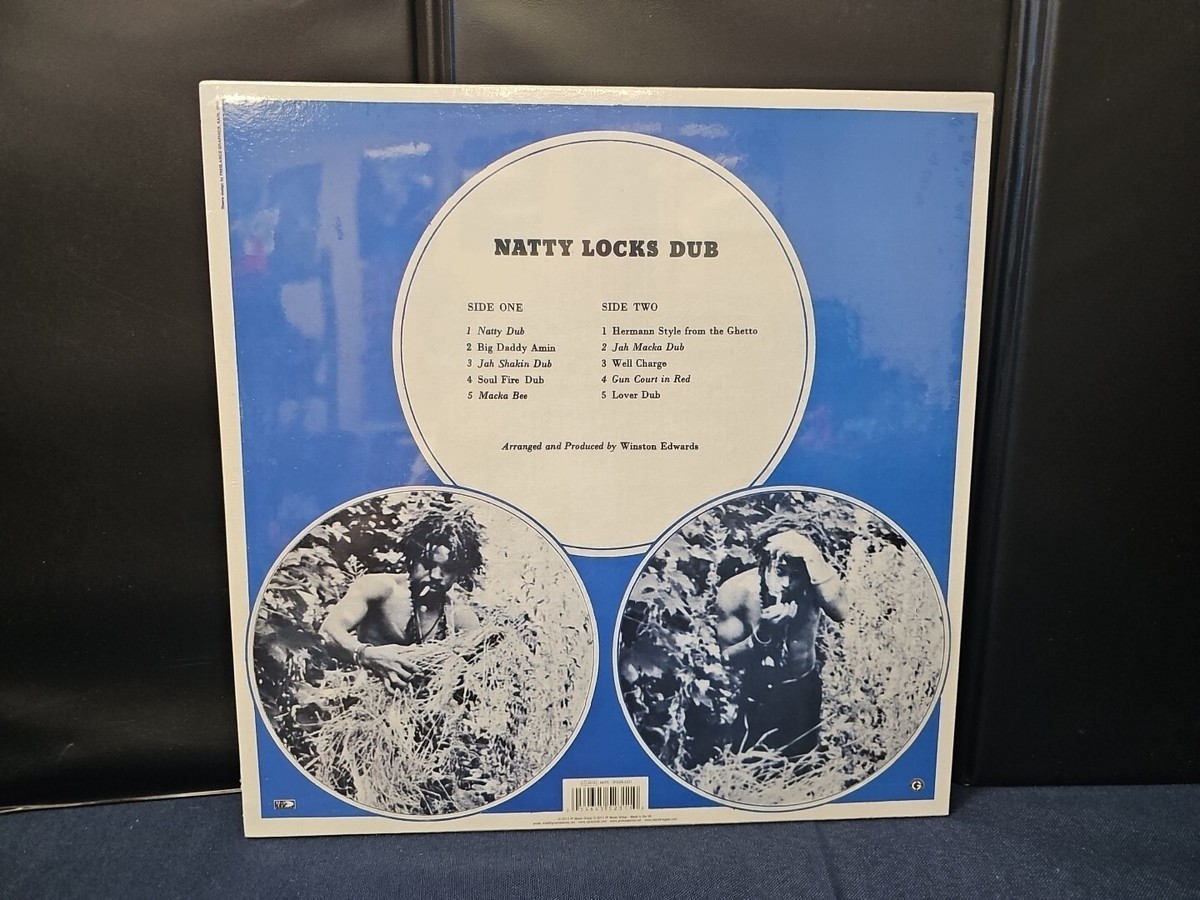 NATTY LOCKS DUB
SIDE ONE
1 Natty Dub
2 Big Daddy Amin
3 Jah Shakin Dub
4 Soul Fire Dub
5 Macka Bee
SIDE TWO
1 Hermann Style from the Ghetto
2 Jah Macka Dub
3 Well Charge
4 Gun Court in Red
5 Lover Dub
Arranged and Produced by Winston Edwards